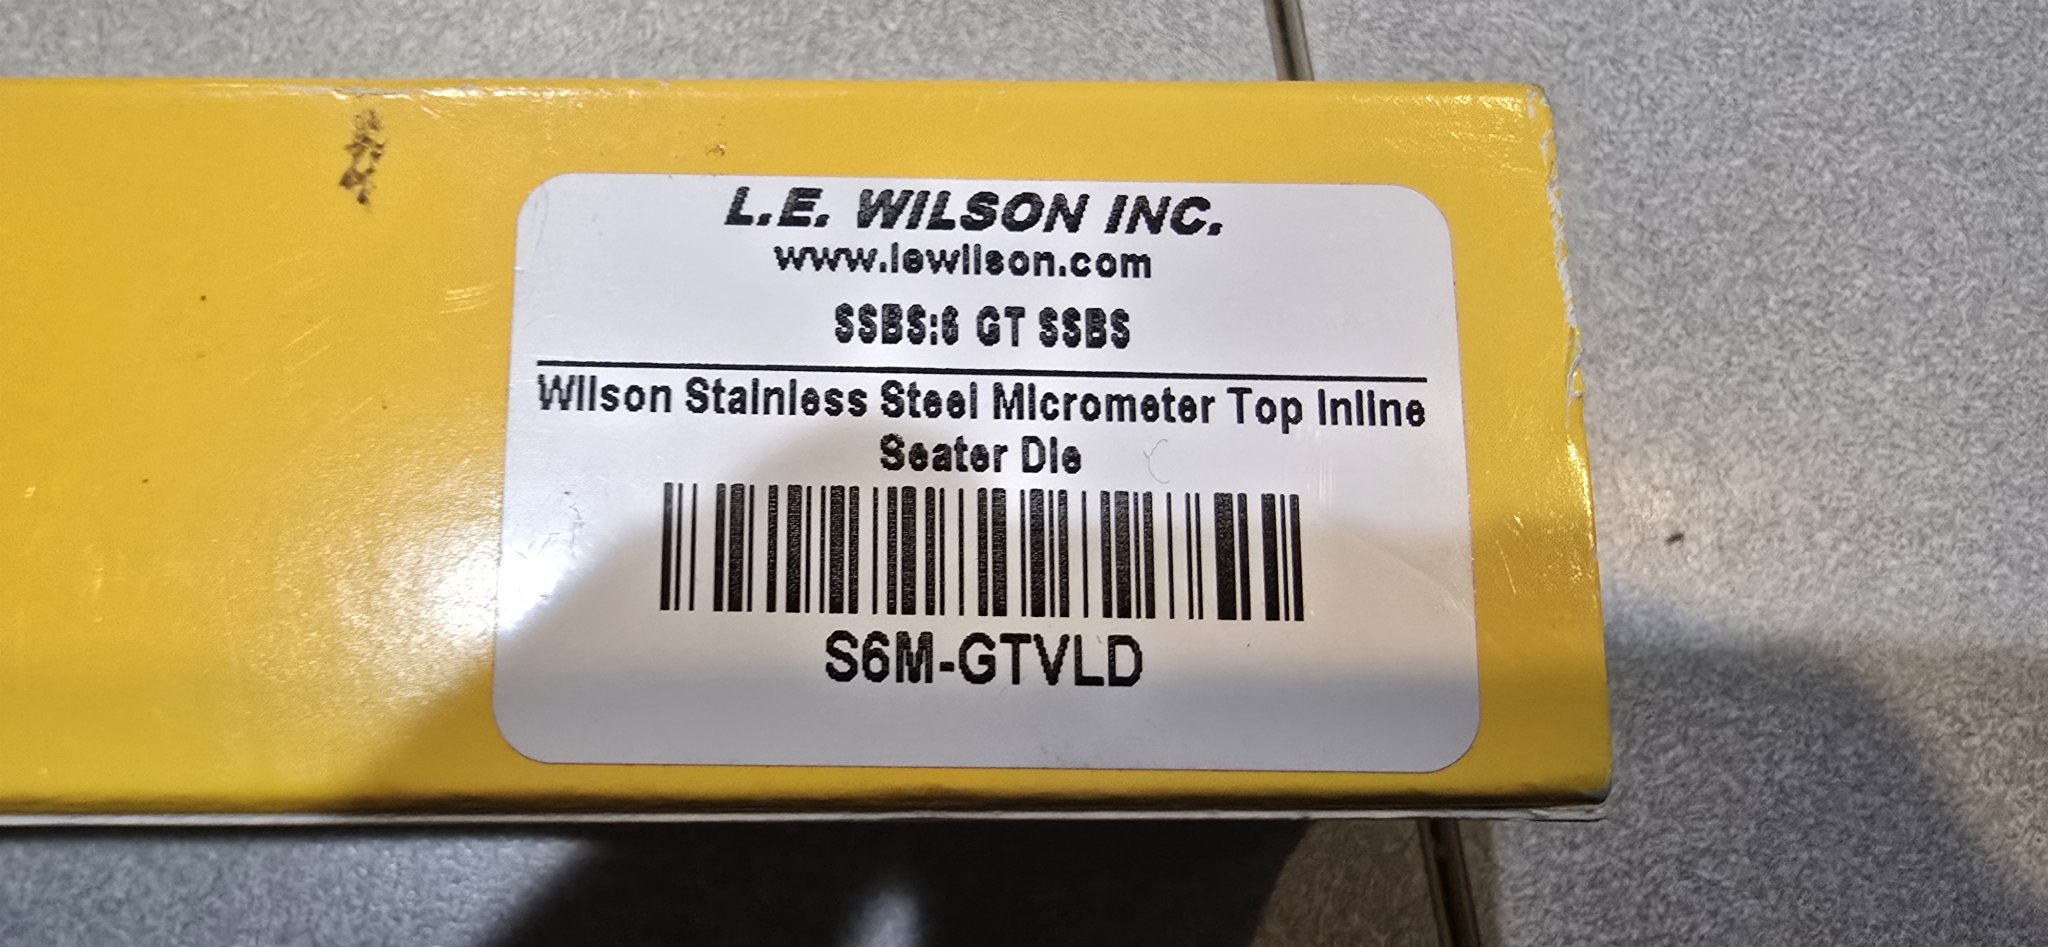 L.E. WILSON INC.
www.lewilson.com
SSBS:6 GT SSBS
Wilson Stainless Steel Micrometer Top Inline
Seater Die
S6M-GTVLD